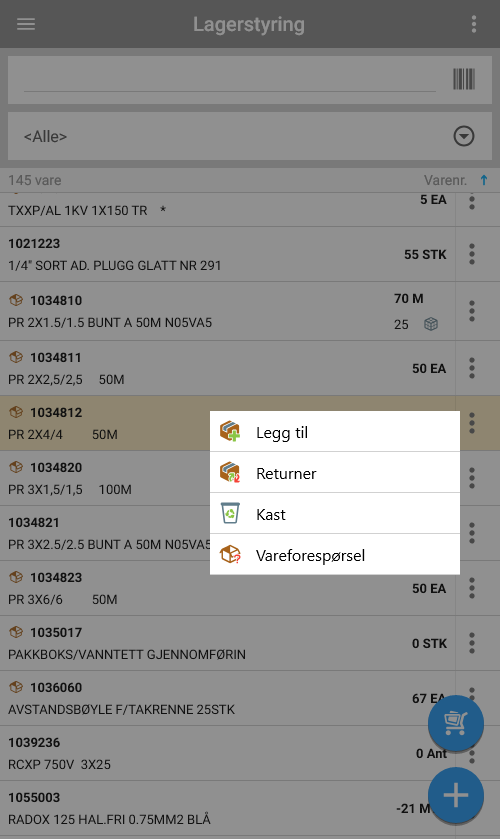 Lagerstyring
<Alle>
145 vare Varenr.
5 EA
TXXP/AL 1KV 1X150 TR *
1021223
55 STK
1/4" SORT AD. PLUGG GLATT NR 291
1034810 70 M
PR 2X1.5/1.5 BUNT A 50M N05VA5 25
1034811
50 EA
PR 2X2,5/2,5 50M
1034812
PR 2X4/4 50M
Legg til
Returner
Kast
Vareforespørsel
1034820
PR 3X1,5/1,5 100M
1034821
PR 3X2.5/2.5 BUNT A 50M N05VA5
1034823
50 EA
PR 3X6/6 50M
1035017
0 STK
PAKKBOKS/VANNTETT GJENNOMFØRIN
1036060
67 EA
AVSTANDSBØYLE F/TAKRENNE 25STK
1039236
0 Ant
RCXP 750V 3X25
1055003
-21 M
RADOX 125 HAL.FRI 0.75MM2 BLÅ